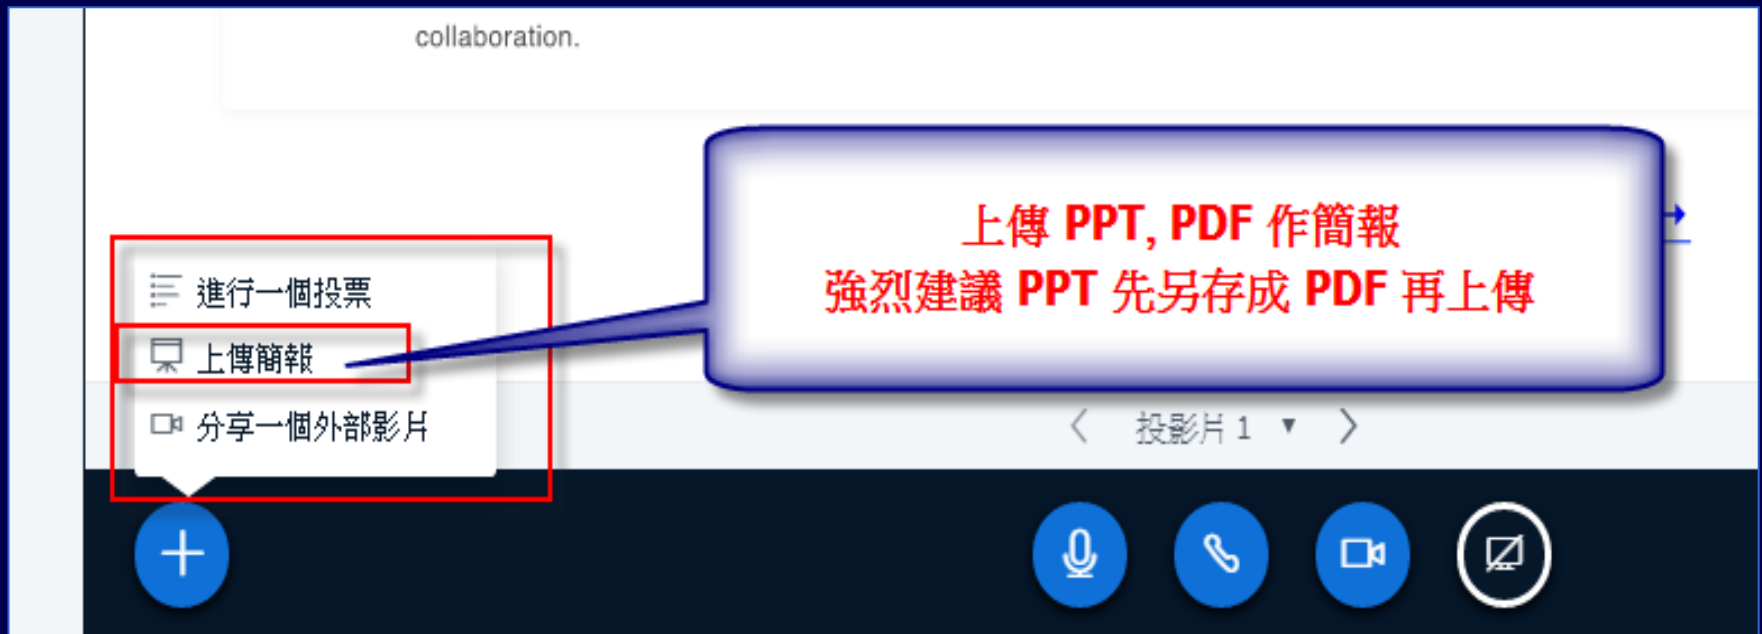 collaboration.
上傳 PPT, PDF 作簡報
強烈建議 PPT 先另存成 PDF 再上傳
進行一個投票
上傳簡報
分享一個外部影片
投影片 1